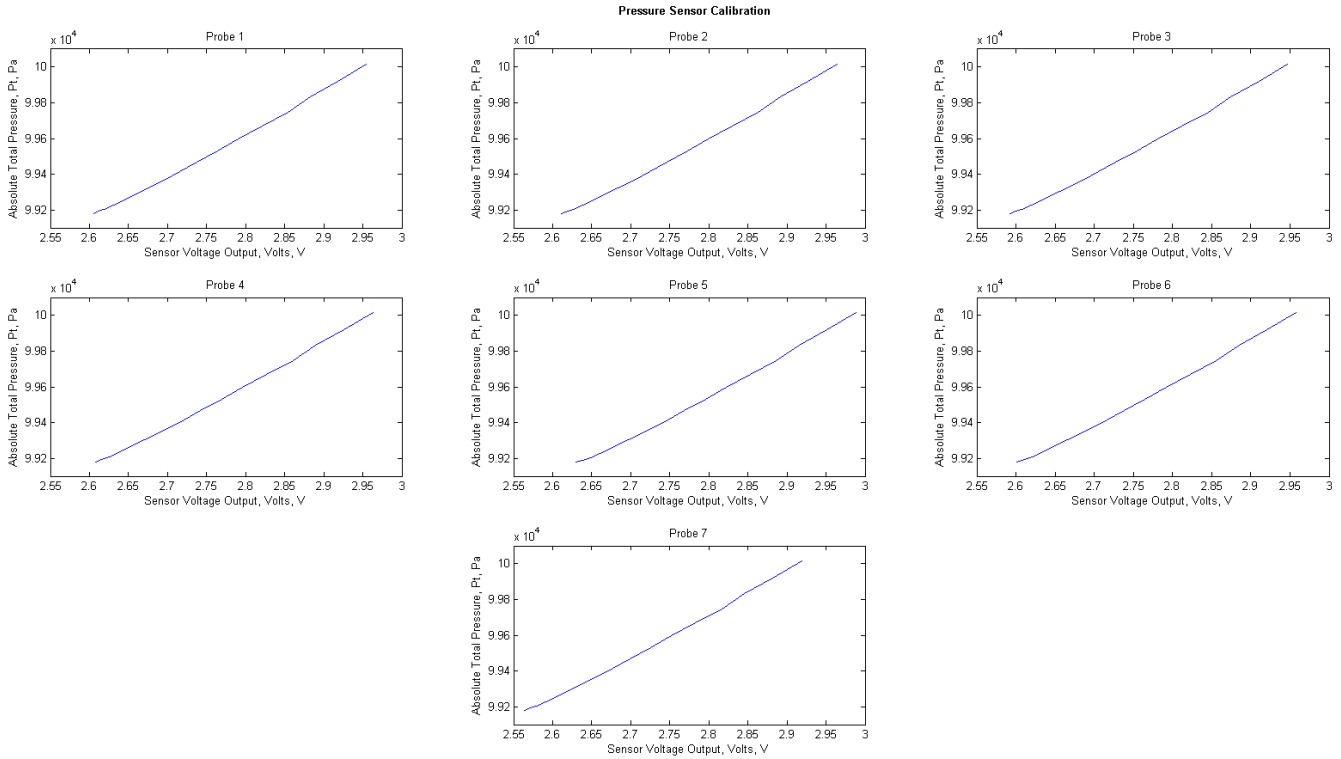 Pressure Sensor Calibration
Probe 1
x 10^4
Absolute Total Pressure, Pt, Pa
10
9.98
9.96
9.94
9.92
2.55 2.6 2.65 2.7 2.75 2.8 2.85 2.9 2.95 3
Sensor Voltage Output, Volts, V
Probe 2
x 10^4
Absolute Total Pressure, Pt, Pa
10
9.98
9.96
9.94
9.92
2.55 2.6 2.65 2.7 2.75 2.8 2.85 2.9 2.95 3
Sensor Voltage Output, Volts, V
Probe 3
x 10^4
Absolute Total Pressure, Pt, Pa
10
9.98
9.96
9.94
9.92
2.55 2.6 2.65 2.7 2.75 2.8 2.85 2.9 2.95 3
Sensor Voltage Output, Volts, V
Probe 4
x 10^4
Absolute Total Pressure, Pt, Pa
10
9.98
9.96
9.94
9.92
2.55 2.6 2.65 2.7 2.75 2.8 2.85 2.9 2.95 3
Sensor Voltage Output, Volts, V
Probe 5
x 10^4
Absolute Total Pressure, Pt, Pa
10
9.98
9.96
9.94
9.92
2.55 2.6 2.65 2.7 2.75 2.8 2.85 2.9 2.95 3
Sensor Voltage Output, Volts, V
Probe 6
x 10^4
Absolute Total Pressure, Pt, Pa
10
9.98
9.96
9.94
9.92
2.55 2.6 2.65 2.7 2.75 2.8 2.85 2.9 2.95 3
Sensor Voltage Output, Volts, V
Probe 7
x 10^4
Absolute Total Pressure, Pt, Pa
10
9.98
9.96
9.94
9.92
2.55 2.6 2.65 2.7 2.75 2.8 2.85 2.9 2.95 3
Sensor Voltage Output, Volts, V